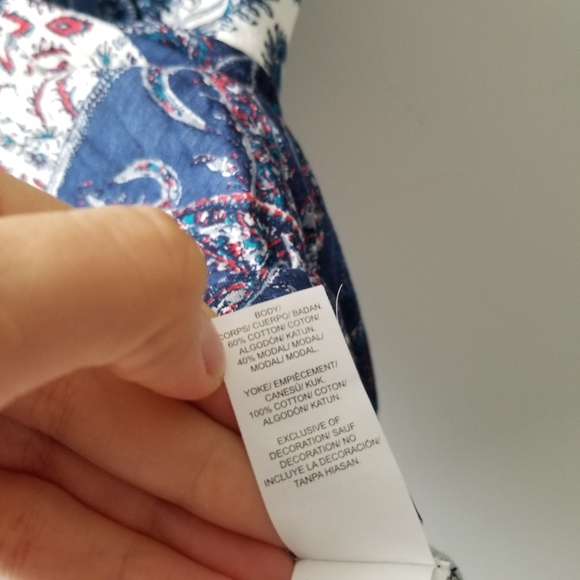 BODY/
CORPS/ CUERPO/ BADAN
60% COTTON/ COTON/
ALGODÓN/ KATUN.
40% MODAL/ MODAL/
MODAL/ MODAL.
YOKE/ EMPIÈCEMENT/
CANESÚ/ KUK:
100% COTTON/ COTON/
ALGODÓN/ KATUN.
EXCLUSIVE OF
DECORATION/ SAUF
DECORATION/ NO
INCLUYE LA DECORACIÓN/
TANPA HIASAN.